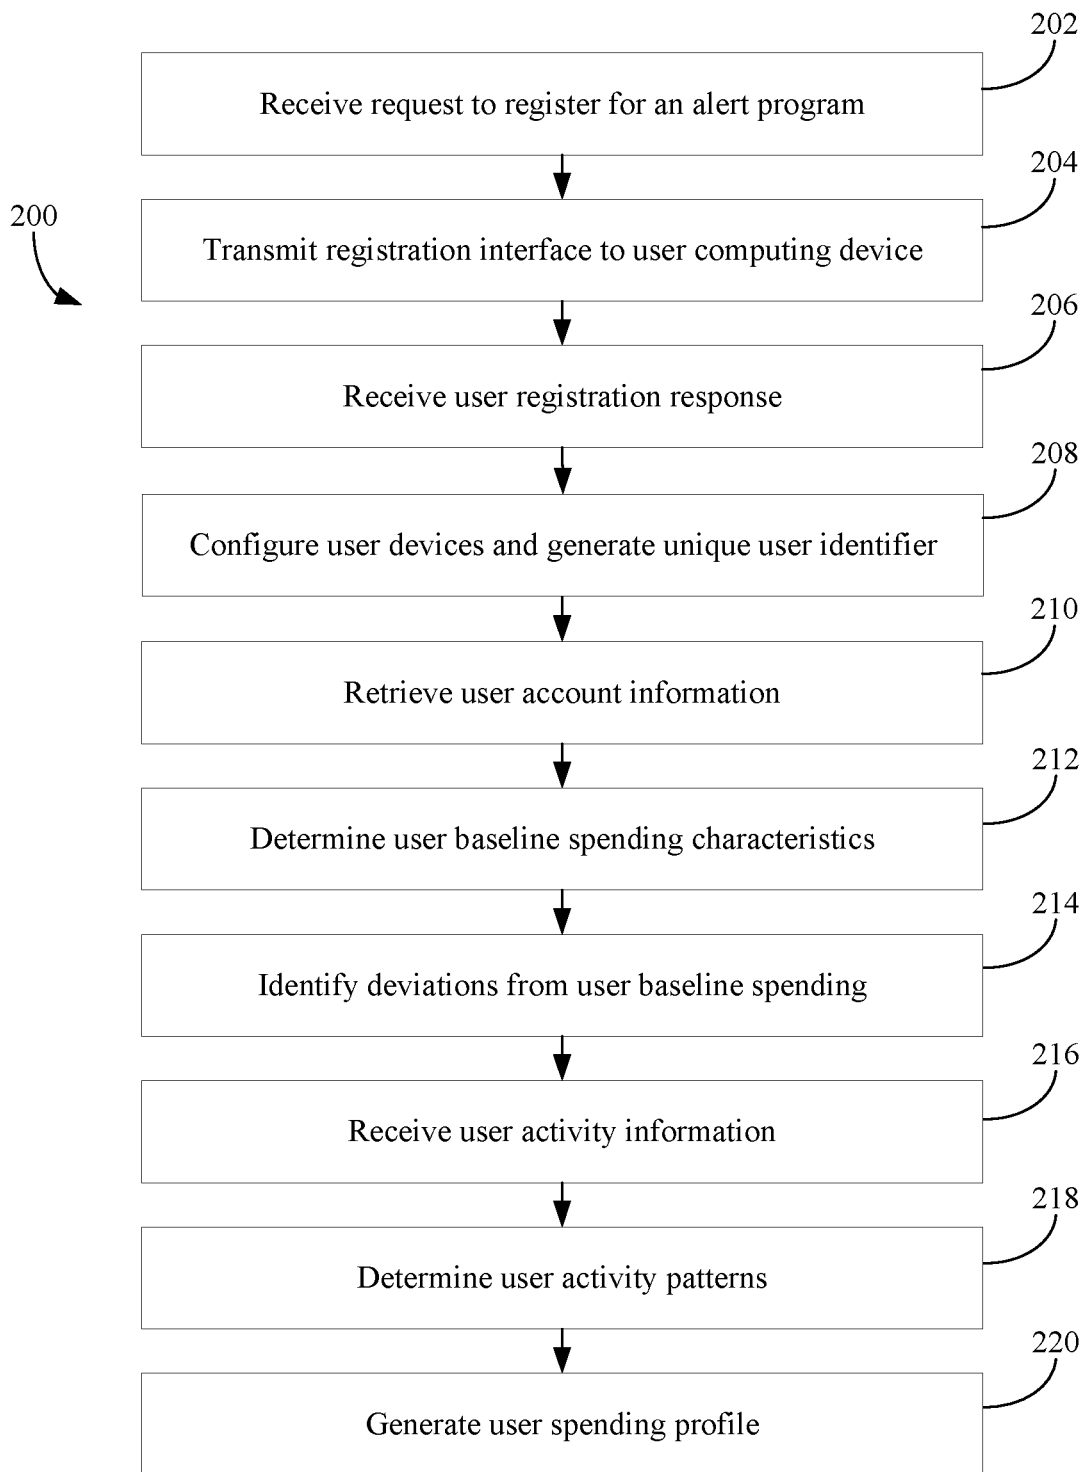 202
Receive request to register for an alert program
204
200
Transmit registration interface to user computing device
206
Receive user registration response
208
Configure user devices and generate unique user identifier
210
Retrieve user account information
212
Determine user baseline spending characteristics
214
Identify deviations from user baseline spending
216
Receive user activity information
218
Determine user activity patterns
220
Generate user spending profile